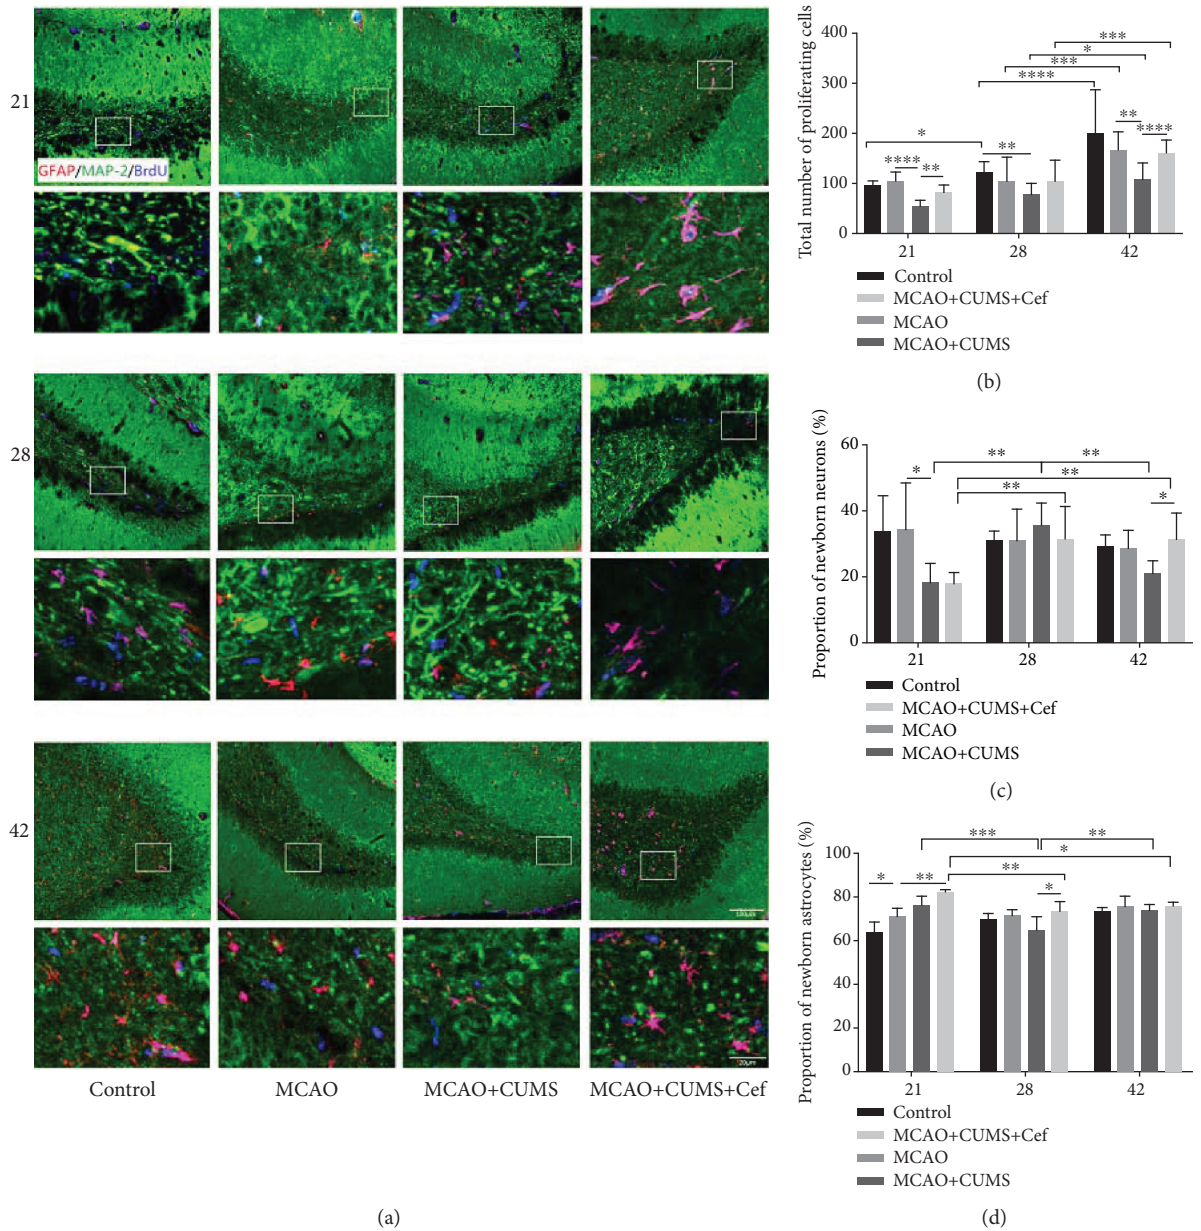 21
GFAP/MAP-2/BrdU
28
42
100μm
20μm
Control
MCAO
MCAO+CUMS
MCAO+CUMS+Cef
(a)
Total number of proliferating cells
400
300
200
100
0
*
****
**
**
****
***
*
***
**
****
21
28
42
Control
MCAO+CUMS+Cef
MCAO
MCAO+CUMS
(b)
Proportion of newborn neurons (%)
60
40
20
0
*
**
**
**
**
*
21
28
42
Control
MCAO+CUMS+Cef
MCAO
MCAO+CUMS
(c)
Proportion of newborn astrocytes (%)
100
80
60
40
20
0
*
**
***
**
*
**
*
21
28
42
Control
MCAO+CUMS+Cef
MCAO
MCAO+CUMS
(d)